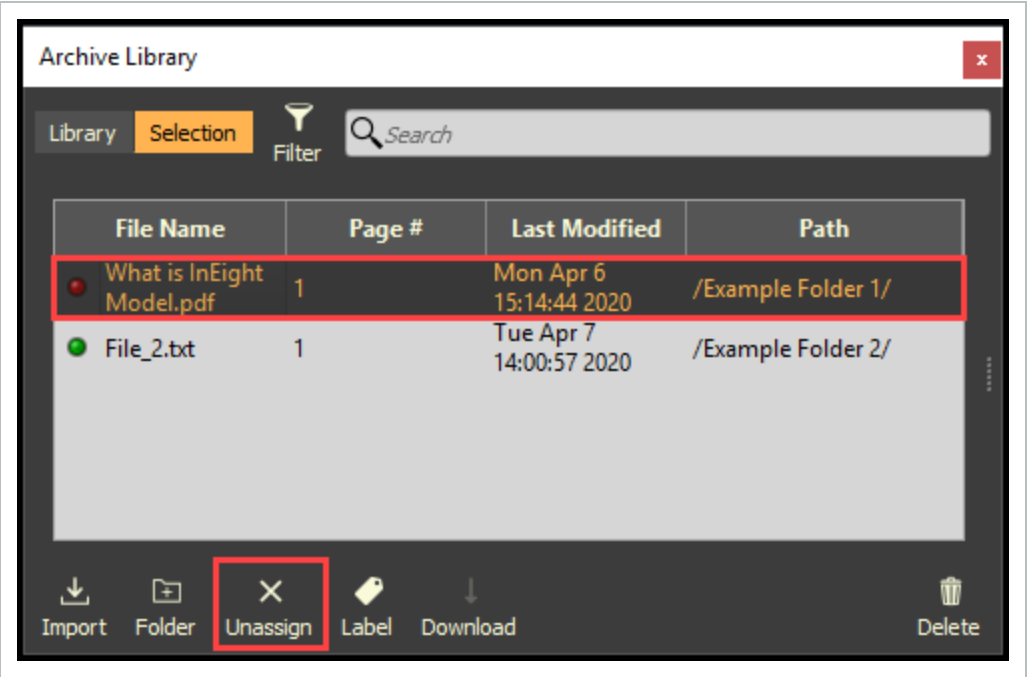 Archive Library
x
Library Selection Filter Search
File Name Page # Last Modified Path
What is InEight Model.pdf 1 Mon Apr 6 15:14:44 2020 /Example Folder 1/
File_2.txt 1 Tue Apr 7 14:00:57 2020 /Example Folder 2/
Import Folder Unassign Label Download Delete